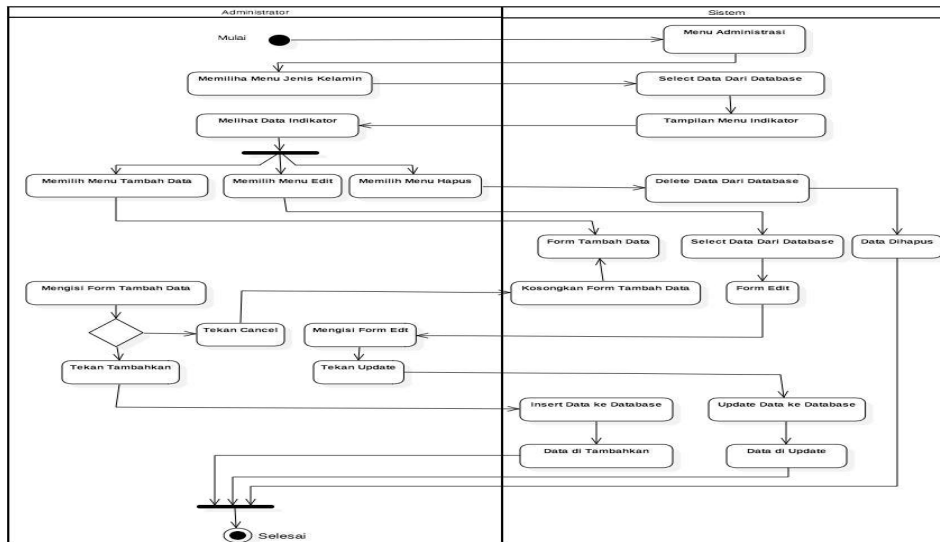 Administrator
Sistem
Mulai
Menu Administrasi
Memiliha Menu Jenis Kelamin
Select Data Dari Database
Melihat Data Indikator
Tampilan Menu Indikator
Memilih Menu Tambah Data
Memilih Menu Edit
Memilih Menu Hapus
Delete Data Dari Database
Form Tambah Data
Select Data Dari Database
Data Dihapus
Mengisi Form Tambah Data
Kosongkan Form Tambah Data
Form Edit
Tekan Cancel
Mengisi Form Edt
Tekan Tambahkan
Tekan Update
Insert Data ke Database
Update Data ke Database
Data di Tambahkan
Data di Update
Selesai